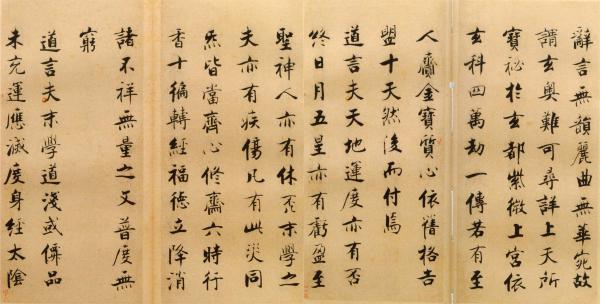 辭言無韻麗曲無華宛故
謂玄奧難可尋詳上天所
寶祕於玄都紫微上宮依
玄科四萬劫一傳若有至
人齎金寶質心依舊格告
盟十天然後而付焉
道言夫天地運度亦有否
終日月五星亦有虧盈至
聖神人亦有休否末學之
夫亦有疾傷凡有此災同
炁皆當齊心修齋六時行
香十徧轉經福德立降消
諸不祥無量之文普度無
窮
道言夫末學道淺或僊品
未充運應滅度身經太陰